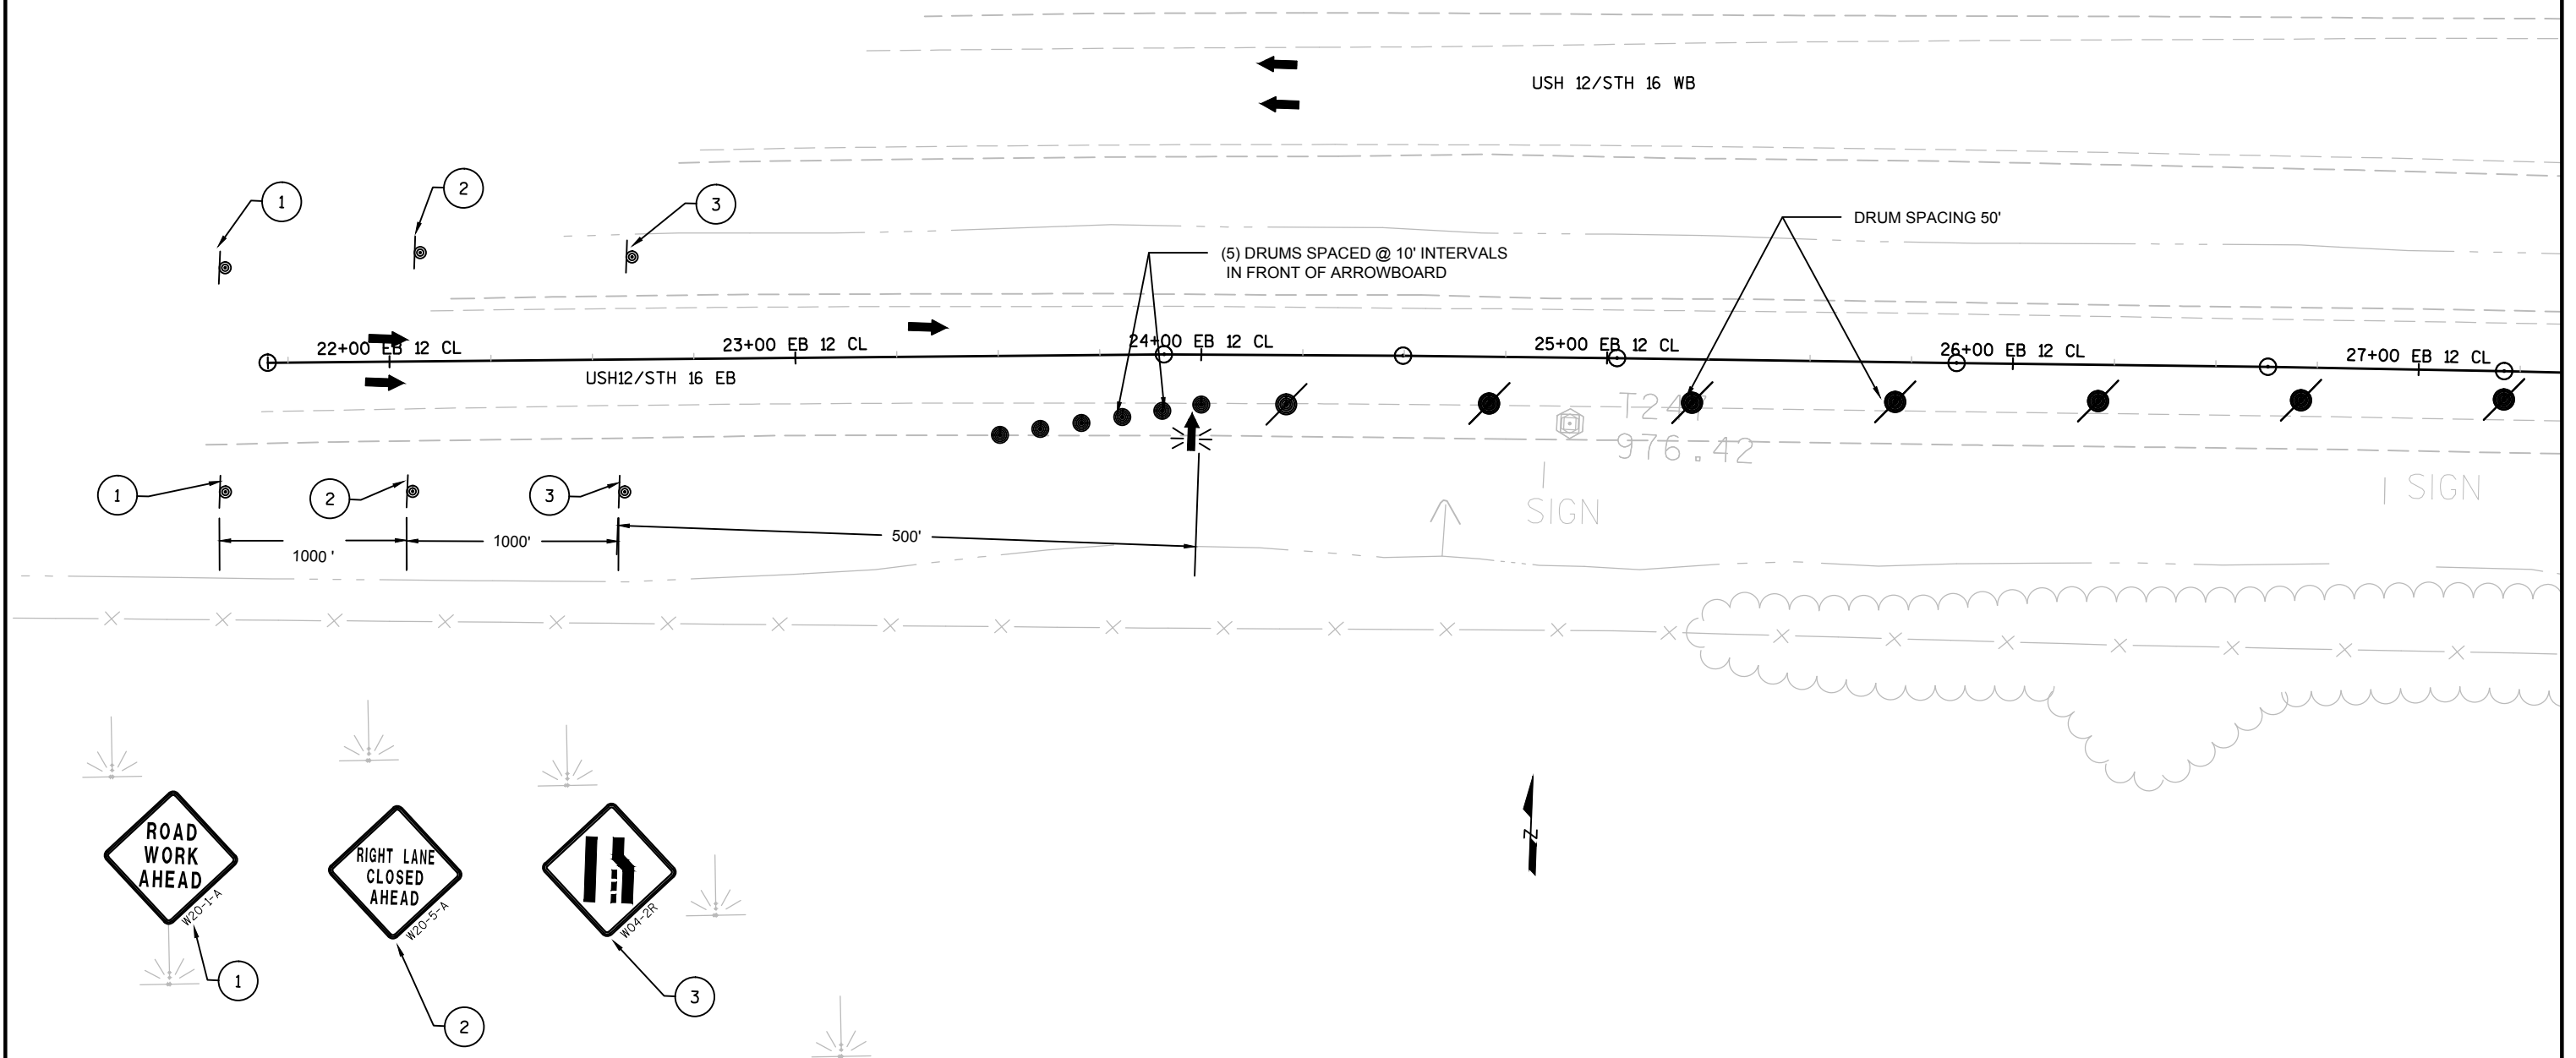 USH 12/STH 16 WB
1
2
3
DRUM SPACING 50'
(5) DRUMS SPACED @ 10' INTERVALS
IN FRONT OF ARROWBOARD
22+00 EB 12 CL
23+00 EB 12 CL
24+00 EB 12 CL
25+00 EB 12 CL
26+00 EB 12 CL
27+00 EB 12 CL
USH12/STH 16 EB
976.42
SIGN
SIGN
1
2
3
1000'
1000'
500'
ROAD
WORK
AHEAD
W20-1-A
RIGHT LANE
CLOSED
AHEAD
W20-5-A
W04-2R
N
1
2
3